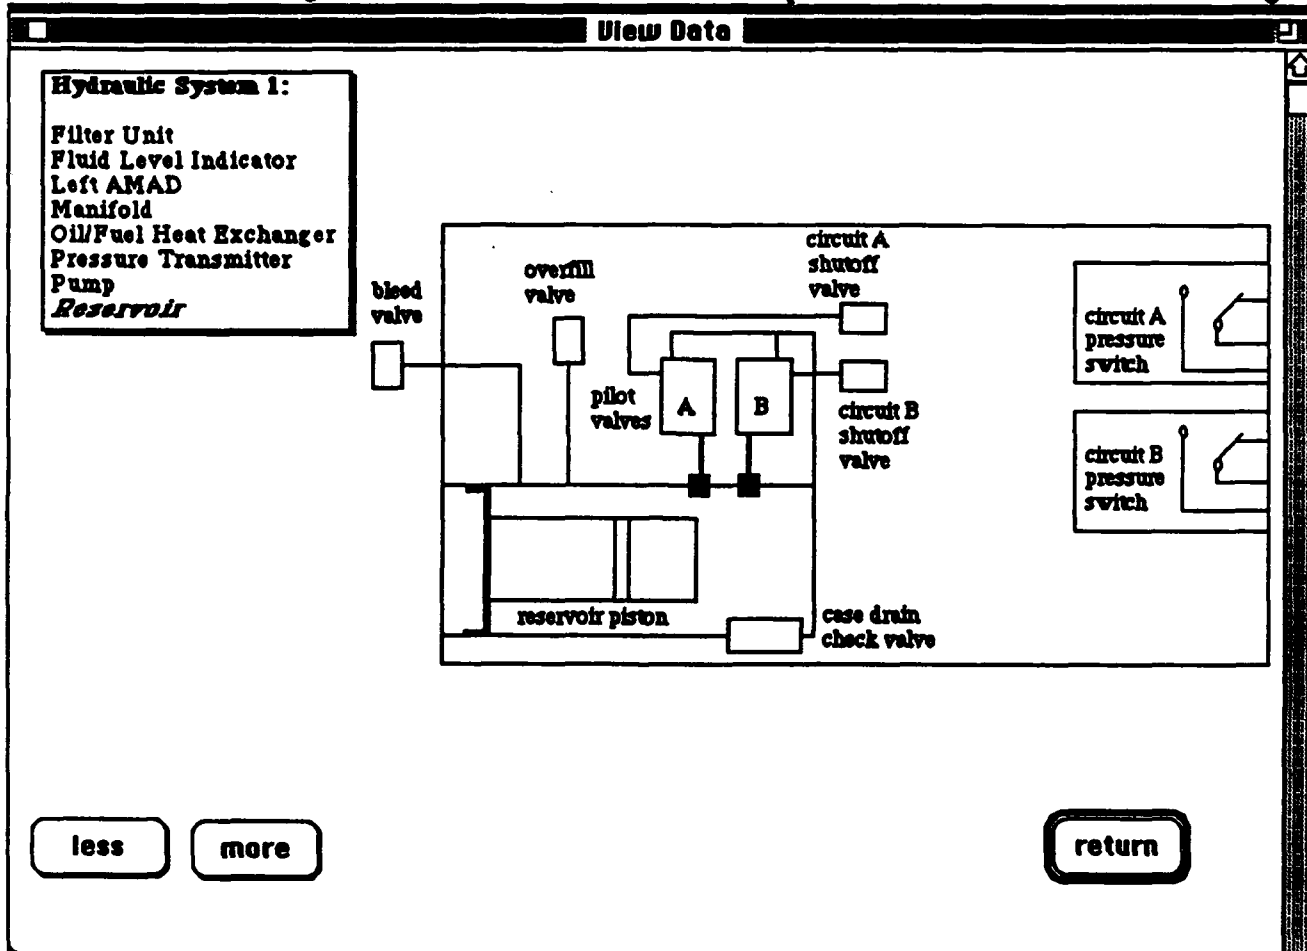 View Data
Hydraulic System 1:
Filter Unit
Fluid Level Indicator
Left AMAD
Manifold
Oil/Fuel Heat Exchanger
Pressure Transmitter
Pump
Reservoir
bleed
valve
overfill
valve
circuit A
shutoff
valve
pilot
valves
A
B
circuit B
shutoff
valve
circuit A
pressure
switch
circuit B
pressure
switch
reservoir piston
case drain
check valve
less
more
return